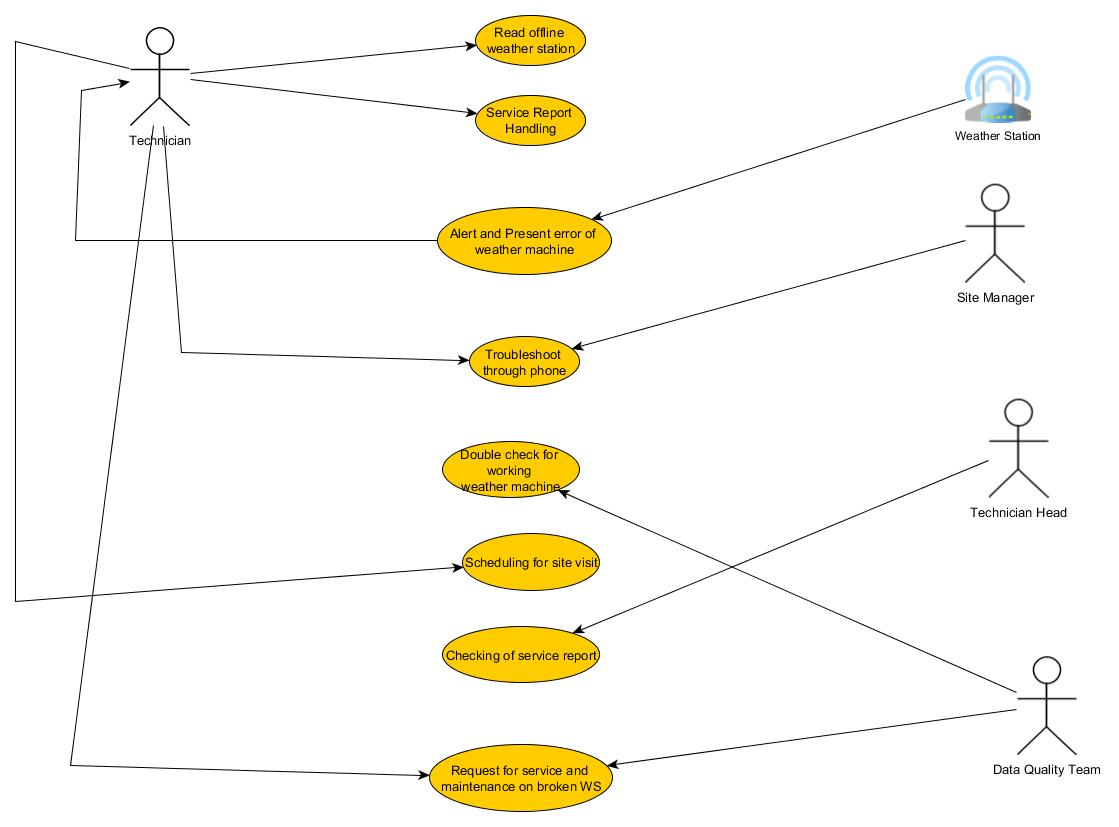 Read offline
weather station
Service Report
Handling
Technician
Weather Station
Alert and Present error of
weather machine
Site Manager
Troubleshoot
through phone
Double check for
working
weather machine
Technician Head
Scheduling for site visit
Checking of service report
Request for service and
maintenance on broken WS
Data Quality Team